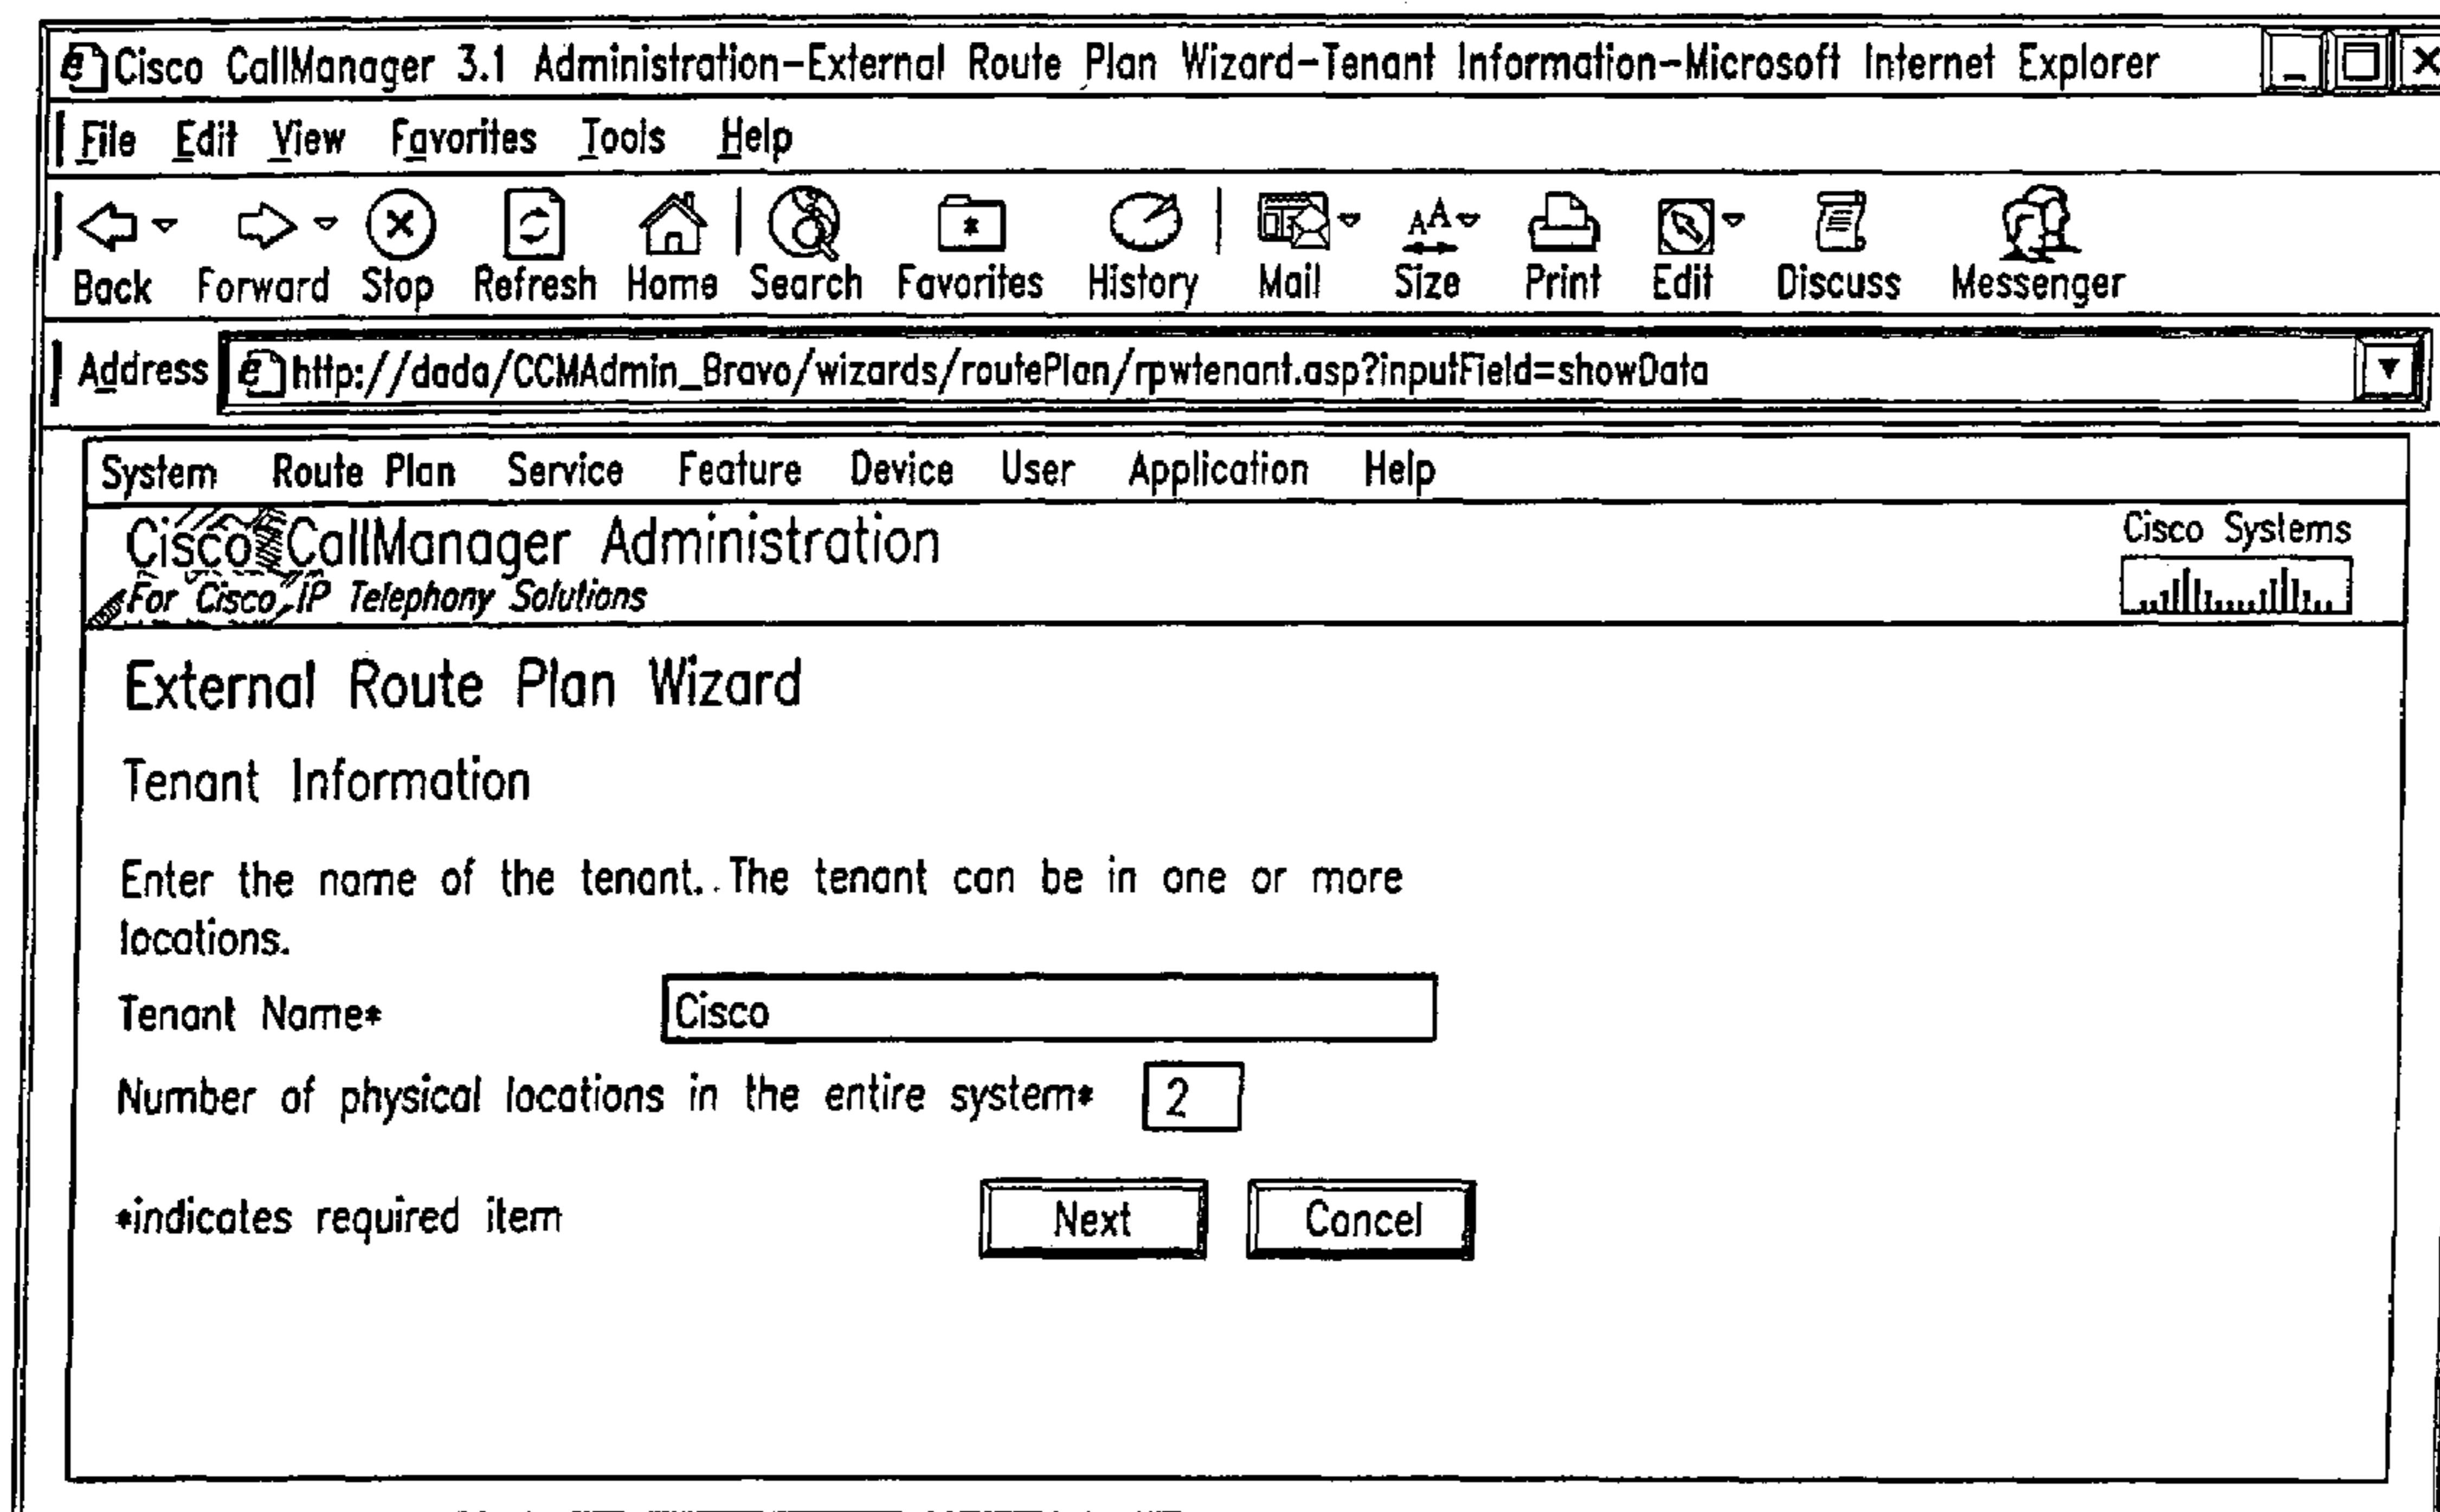 Cisco CallManager 3.1 Administration-External Route Plan Wizard-Tenant Information-Microsoft Internet Explorer
File Edit View Favorites Tools Help
Back Forward Stop Refresh Home Search Favorites History Mail Size Print Edit Discuss Messenger
Address http://dada/CCMAdmin_Bravo/wizards/routePlan/rpwtenant.asp?inputField=showData
System Route Plan Service Feature Device User Application Help
Cisco CallManager Administration
For Cisco IP Telephony Solutions
Cisco Systems
External Route Plan Wizard
Tenant Information
Enter the name of the tenant. The tenant can be in one or more
locations.
Tenant Name* Cisco
Number of physical locations in the entire system* 2
*indicates required item Next Cancel